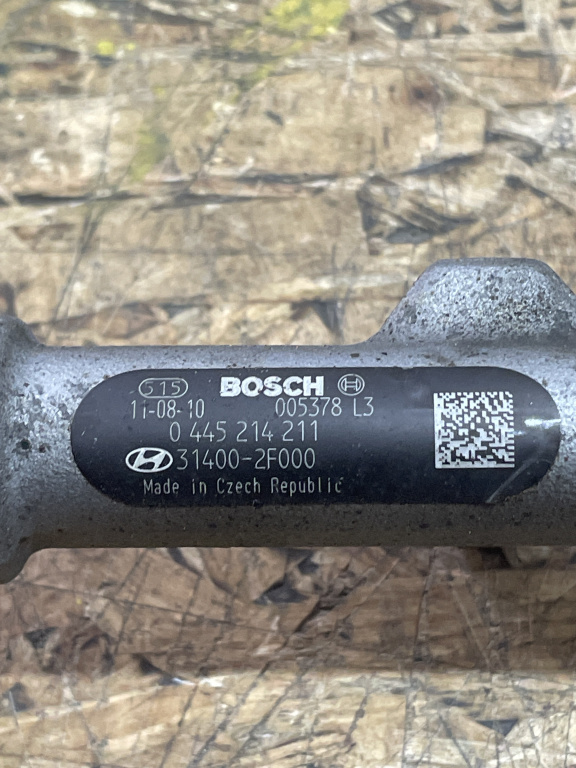 515 BOSCH
11-08-10 005378 L3
0 445 214 211
31400-2F000
Made in Czech Republic